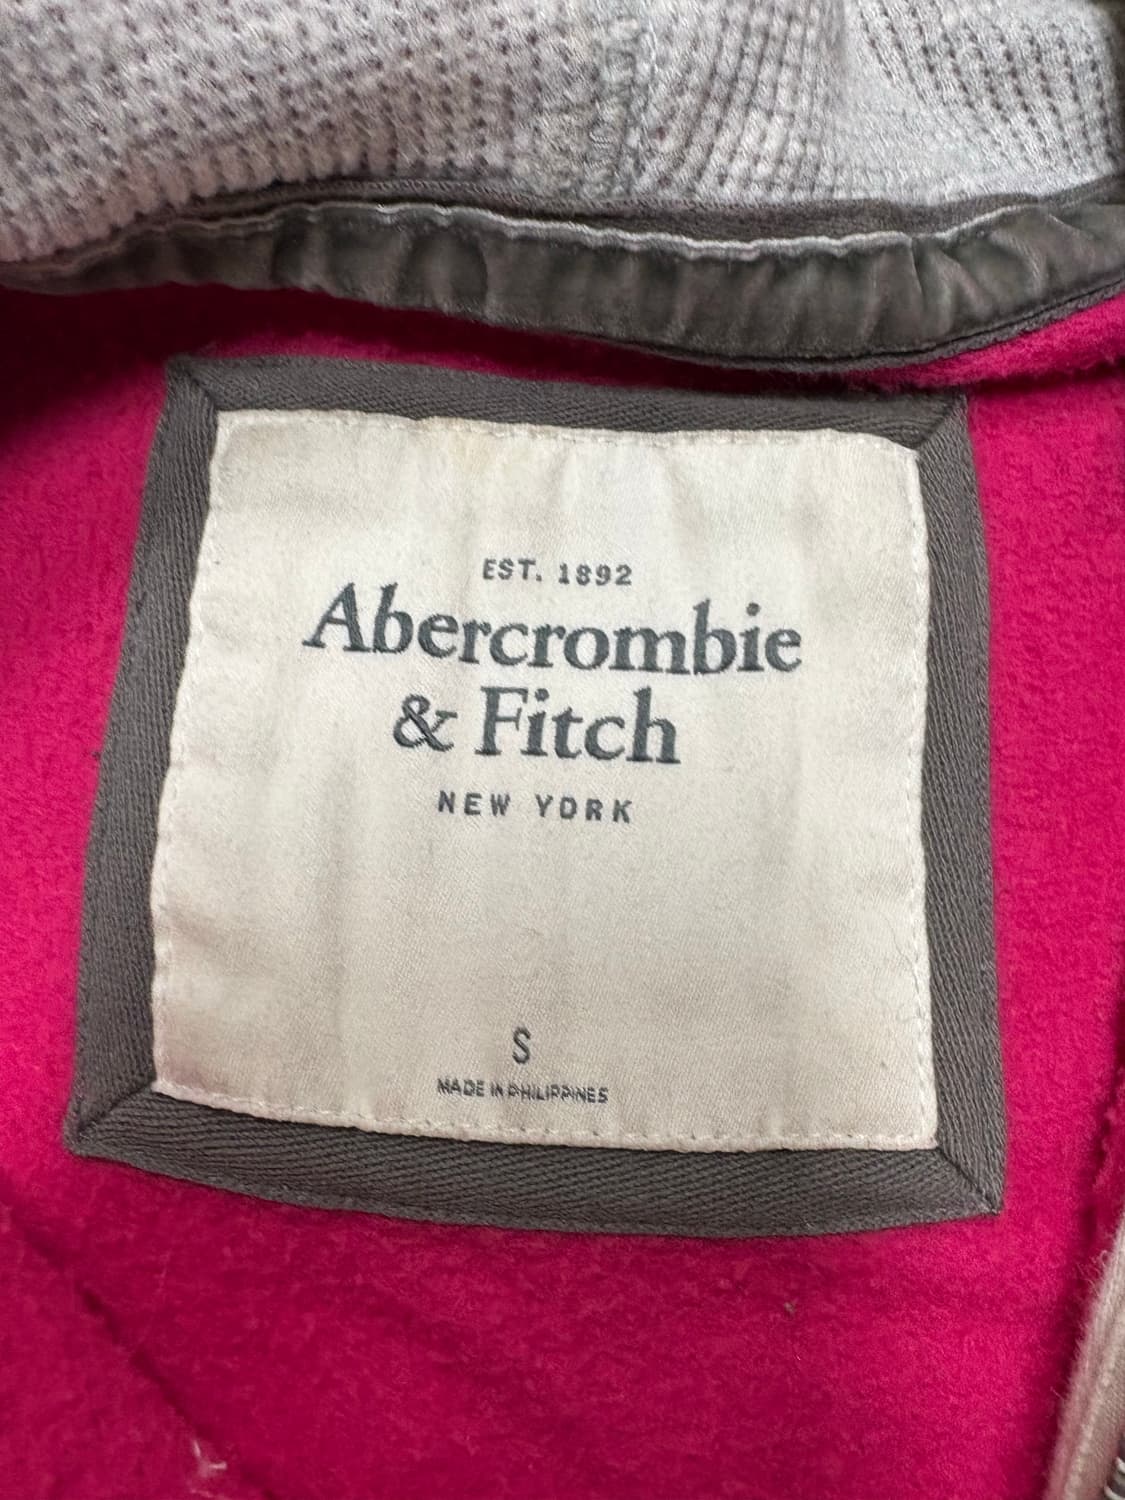 EST. 1892
Abercrombie
& Fitch
NEW YORK
S
MADE IN PHILIPPINES